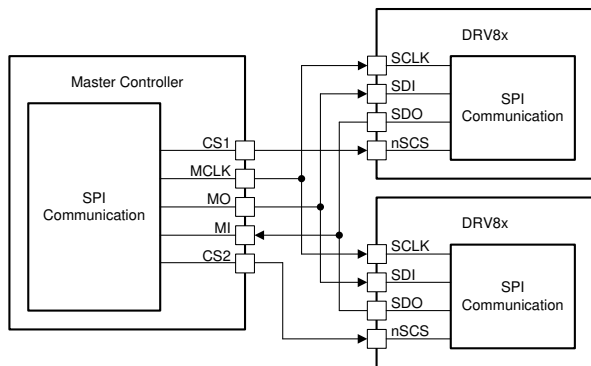 Master Controller
SPI
Communication
CS1
MCLK
MO
MI
CS2
DRV8x
SCLK
SDI
SDO
nSCS
SPI
Communication
DRV8x
SCLK
SDI
SDO
nSCS
SPI
Communication